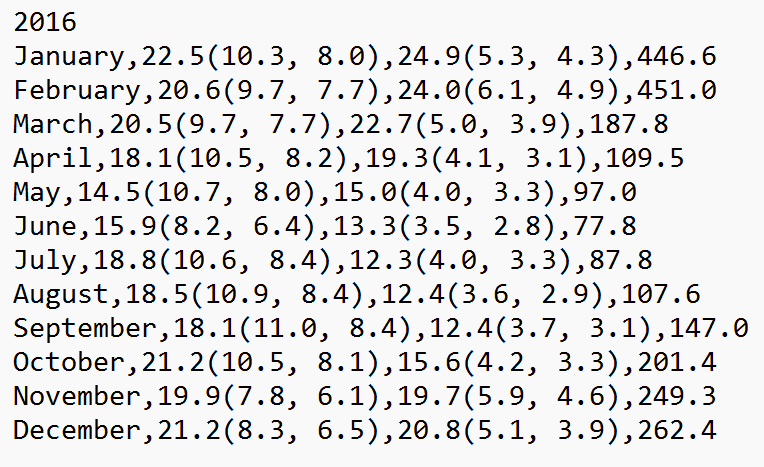 2016
January,22.5(10.3, 8.0),24.9(5.3, 4.3),446.6
February,20.6(9.7, 7.7),24.0(6.1, 4.9),451.0
March,20.5(9.7, 7.7),22.7(5.0, 3.9),187.8
April,18.1(10.5, 8.2),19.3(4.1, 3.1),109.5
May,14.5(10.7, 8.0),15.0(4.0, 3.3),97.0
June,15.9(8.2, 6.4),13.3(3.5, 2.8),77.8
July,18.8(10.6, 8.4),12.3(4.0, 3.3),87.8
August,18.5(10.9, 8.4),12.4(3.6, 2.9),107.6
September,18.1(11.0, 8.4),12.4(3.7, 3.1),147.0
October,21.2(10.5, 8.1),15.6(4.2, 3.3),201.4
November,19.9(7.8, 6.1),19.7(5.9, 4.6),249.3
December,21.2(8.3, 6.5),20.8(5.1, 3.9),262.4